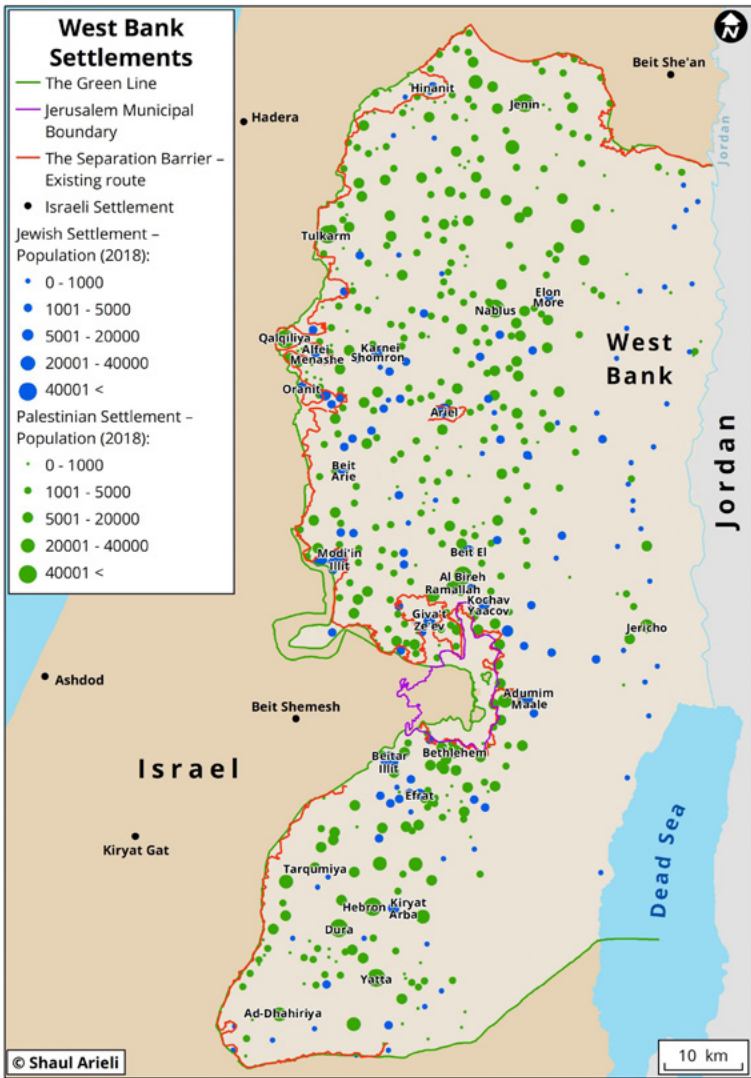 West Bank
Settlements
The Green Line
Jerusalem Municipal
Boundary
The Separation Barrier –
Existing route
Israeli Settlement
Jewish Settlement –
Population (2018):
0 - 1000
1001 - 5000
5001 - 20000
20001 - 40000
40001 <
Palestinian Settlement –
Population (2018):
0 - 1000
1001 - 5000
5001 - 20000
20001 - 40000
40001 <
N
Beit She'an
Hinanit
Jenin
Hadera
Jordan
Tulkarm
Elon
More
Nablus
Qalqiliya
Alfei
Menashe
Karnei
Shomron
West
Bank
Oranit
Ariel
Beit
Arie
Jordan
Modi'in
Illit
Beit El
Al Bireh
Ramallah
Kochav
Yaacov
Giva't
Ze'ev
Jericho
Ashdod
Beit Shemesh
Adumim
Maale
Israel
Beitar
Illit
Bethlehem
Efrat
Kiryat Gat
Dead Sea
Tarqumiya
Hebron
Kiryat
Arba
Dura
Yatta
Ad-Dhahiriya
© Shaul Arieli
10 km